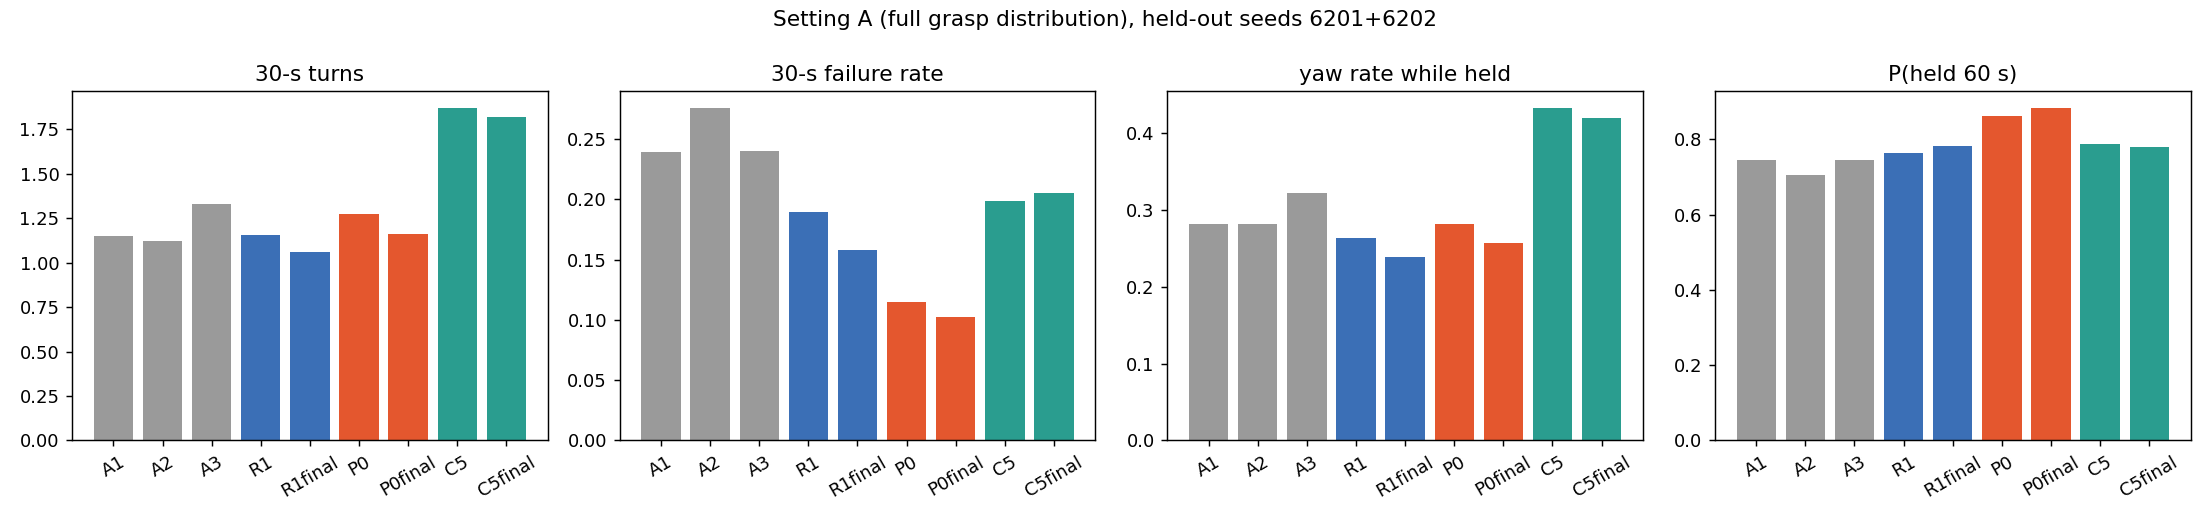 Setting A (full grasp distribution), held-out seeds 6201+6202
30-s turns
1.75
1.50
1.25
1.00
0.75
0.50
0.25
0.00
A1 A2 A3 R1 R1final P0 P0final C5 C5final
30-s failure rate
0.25
0.20
0.15
0.10
0.05
0.00
A1 A2 A3 R1 R1final P0 P0final C5 C5final
yaw rate while held
0.4
0.3
0.2
0.1
0.0
A1 A2 A3 R1 R1final P0 P0final C5 C5final
P(held 60 s)
0.8
0.6
0.4
0.2
0.0
A1 A2 A3 R1 R1final P0 P0final C5 C5final